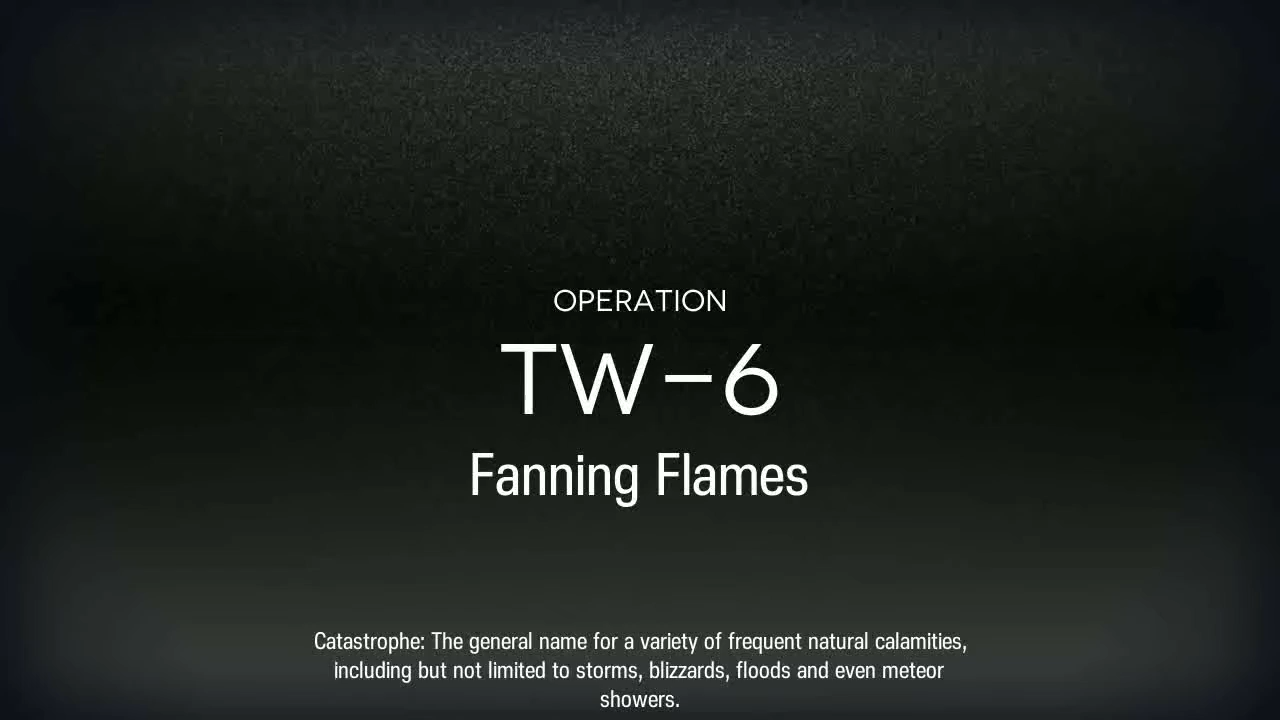 OPERATION
TW-6
Fanning Flames
Catastrophe: The general name for a variety of frequent natural calamities,
including but not limited to storms, blizzards, floods and even meteor
showers.